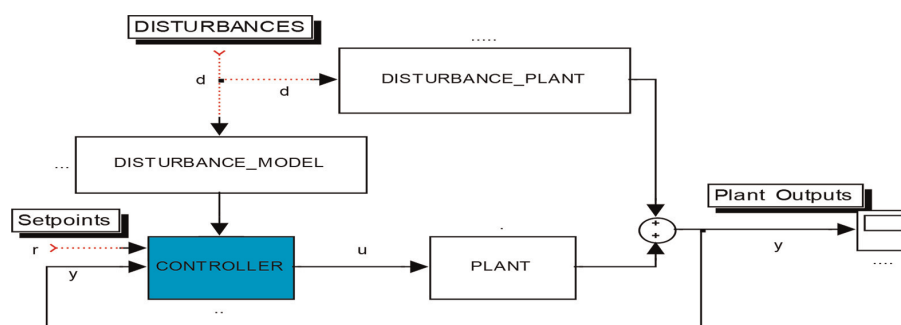 DISTURBANCES
.....
d
d
DISTURBANCE_PLANT
...
DISTURBANCE_MODEL
Plant Outputs
Setpoints
.
+
+
r
u
y
y
CONTROLLER
PLANT
....
..